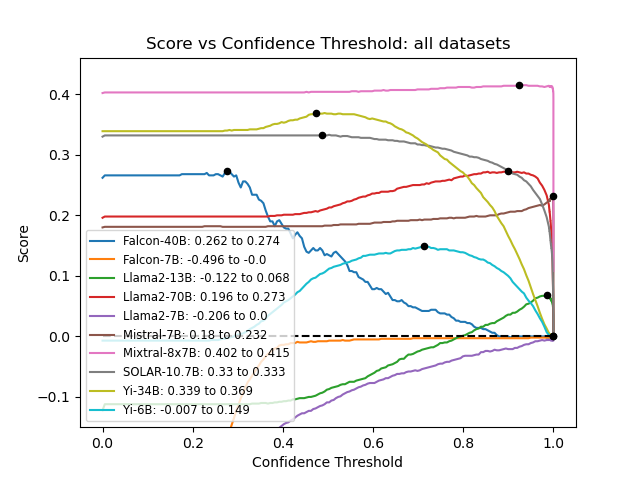 Score vs Confidence Threshold: all datasets
Score
0.4
0.3
0.2
0.1
0.0
−0.1
Falcon-40B: 0.262 to 0.274
Falcon-7B: -0.496 to -0.0
Llama2-13B: -0.122 to 0.068
Llama2-70B: 0.196 to 0.273
Llama2-7B: -0.206 to 0.0
Mistral-7B: 0.18 to 0.232
Mixtral-8x7B: 0.402 to 0.415
SOLAR-10.7B: 0.33 to 0.333
Yi-34B: 0.339 to 0.369
Yi-6B: -0.007 to 0.149
0.0 0.2 0.4 0.6 0.8 1.0
Confidence Threshold